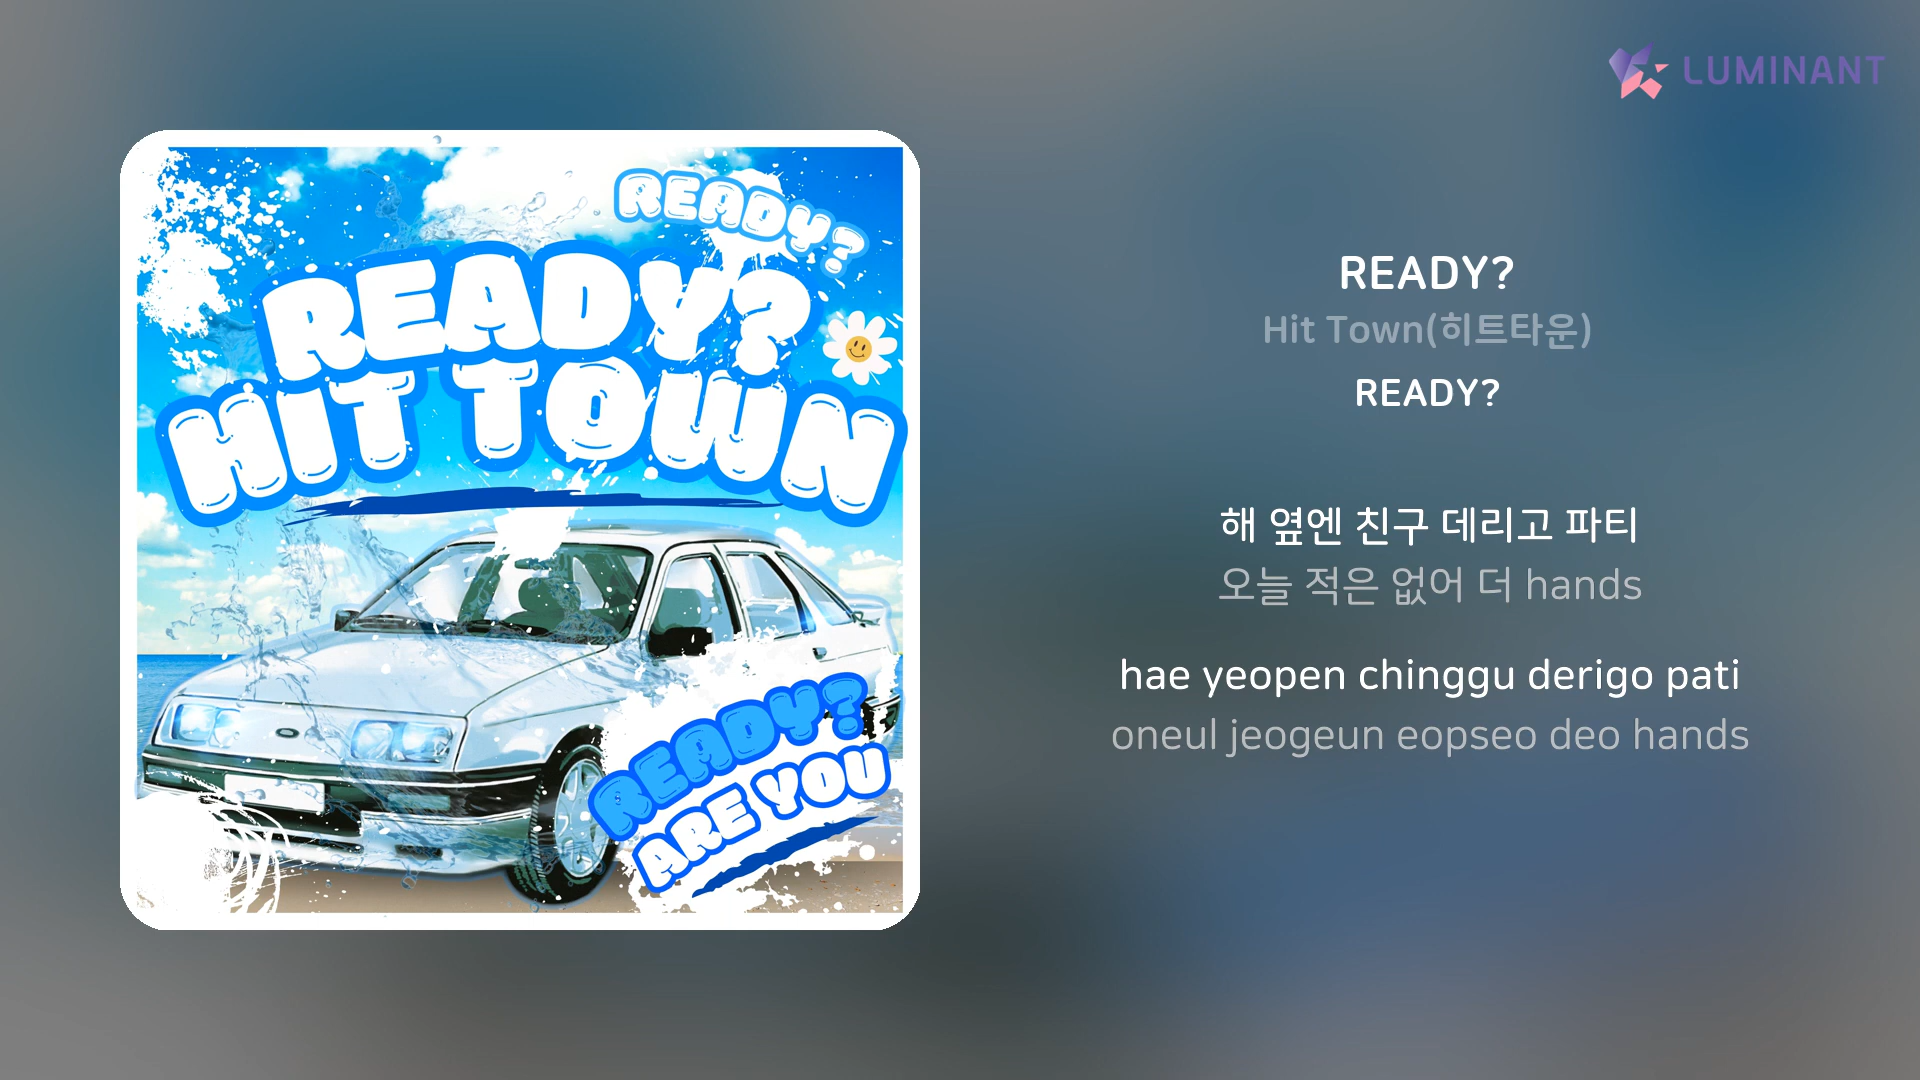 LUMINANT
READY?
READY?
HIT TOWN
READY?
ARE YOU
READY?
Hit Town(히트타운)
READY?
해 옆엔 친구 데리고 파티
오늘 적은 없어 더 hands
hae yeopen chinggu derigo pati
oneul jeogeun eopseo deo hands